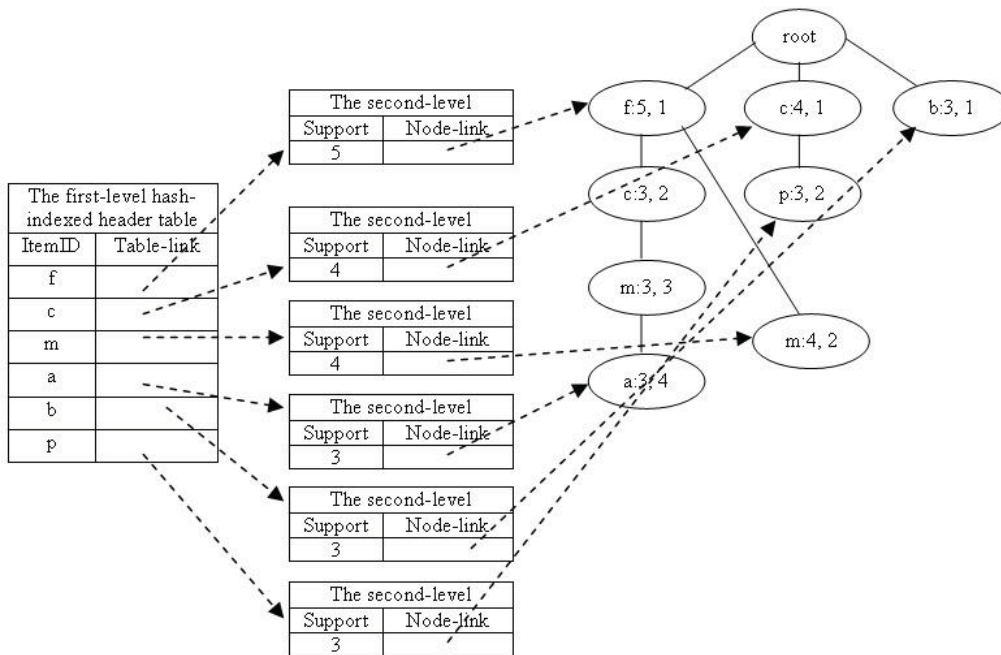 The first-level hash-
indexed header table
ItemID Table-link
f
c
m
a
b
p
The second-level
Support Node-link
5
The second-level
Support Node-link
4
The second-level
Support Node-link
4
The second-level
Support Node-link
3
The second-level
Support Node-link
3
The second-level
Support Node-link
3
root
f:5, 1
c:4, 1
b:3, 1
c:3, 2
p:3, 2
m:3, 3
m:4, 2
a:3, 4